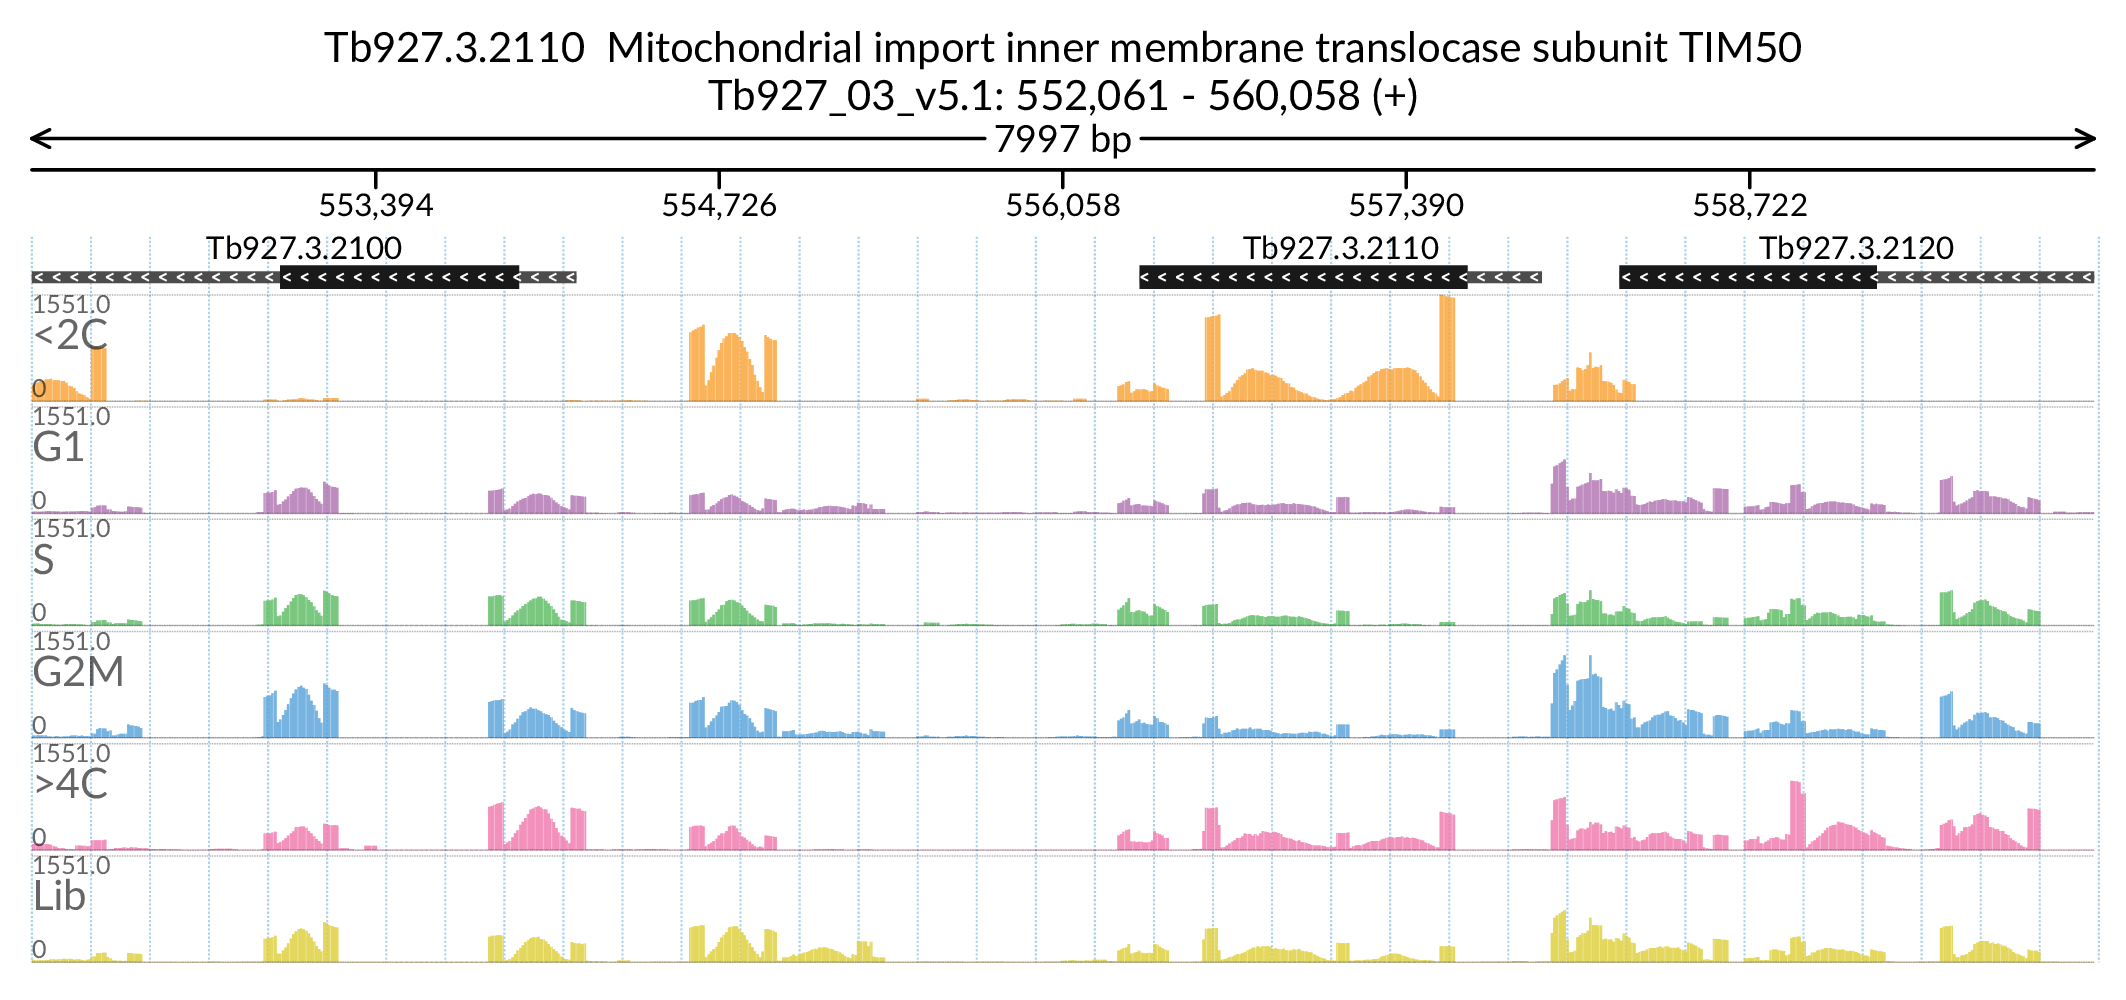 Tb927.3.2110  Mitochondrial import inner membrane translocase subunit TIM50
Tb927_03_v5.1: 552,061 - 560,058 (+)
7997 bp
553,394 554,726 556,058 557,390 558,722
Tb927.3.2100 Tb927.3.2110 Tb927.3.2120
1551.0
<2C
0
1551.0
G1
0
1551.0
S
0
1551.0
G2M
0
1551.0
>4C
0
1551.0
Lib
0